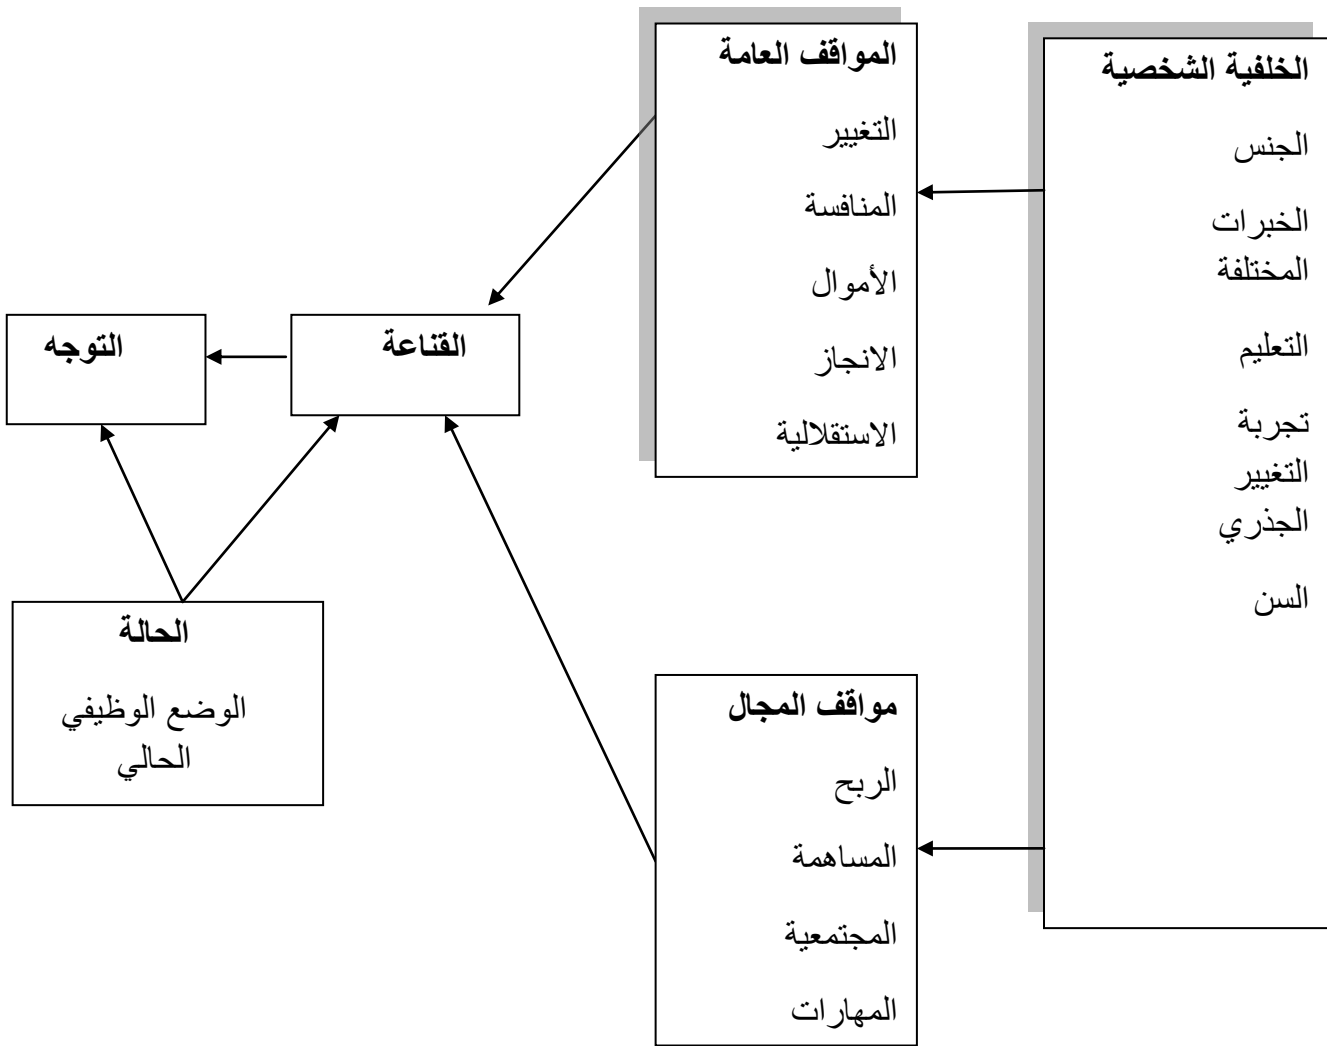 الخلفية الشخصية
الجنس
الخبرات
المختلفة
التعليم
تجربة
التغيير
الجذري
السن
المواقف العامة
التغيير
المنافسة
الأموال
الانجاز
الاستقلالية
مواقف المجال
الربح
المساهمة
المجتمعية
المهارات
القناعة
التوجه
الحالة
الوضع الوظيفي
الحالي